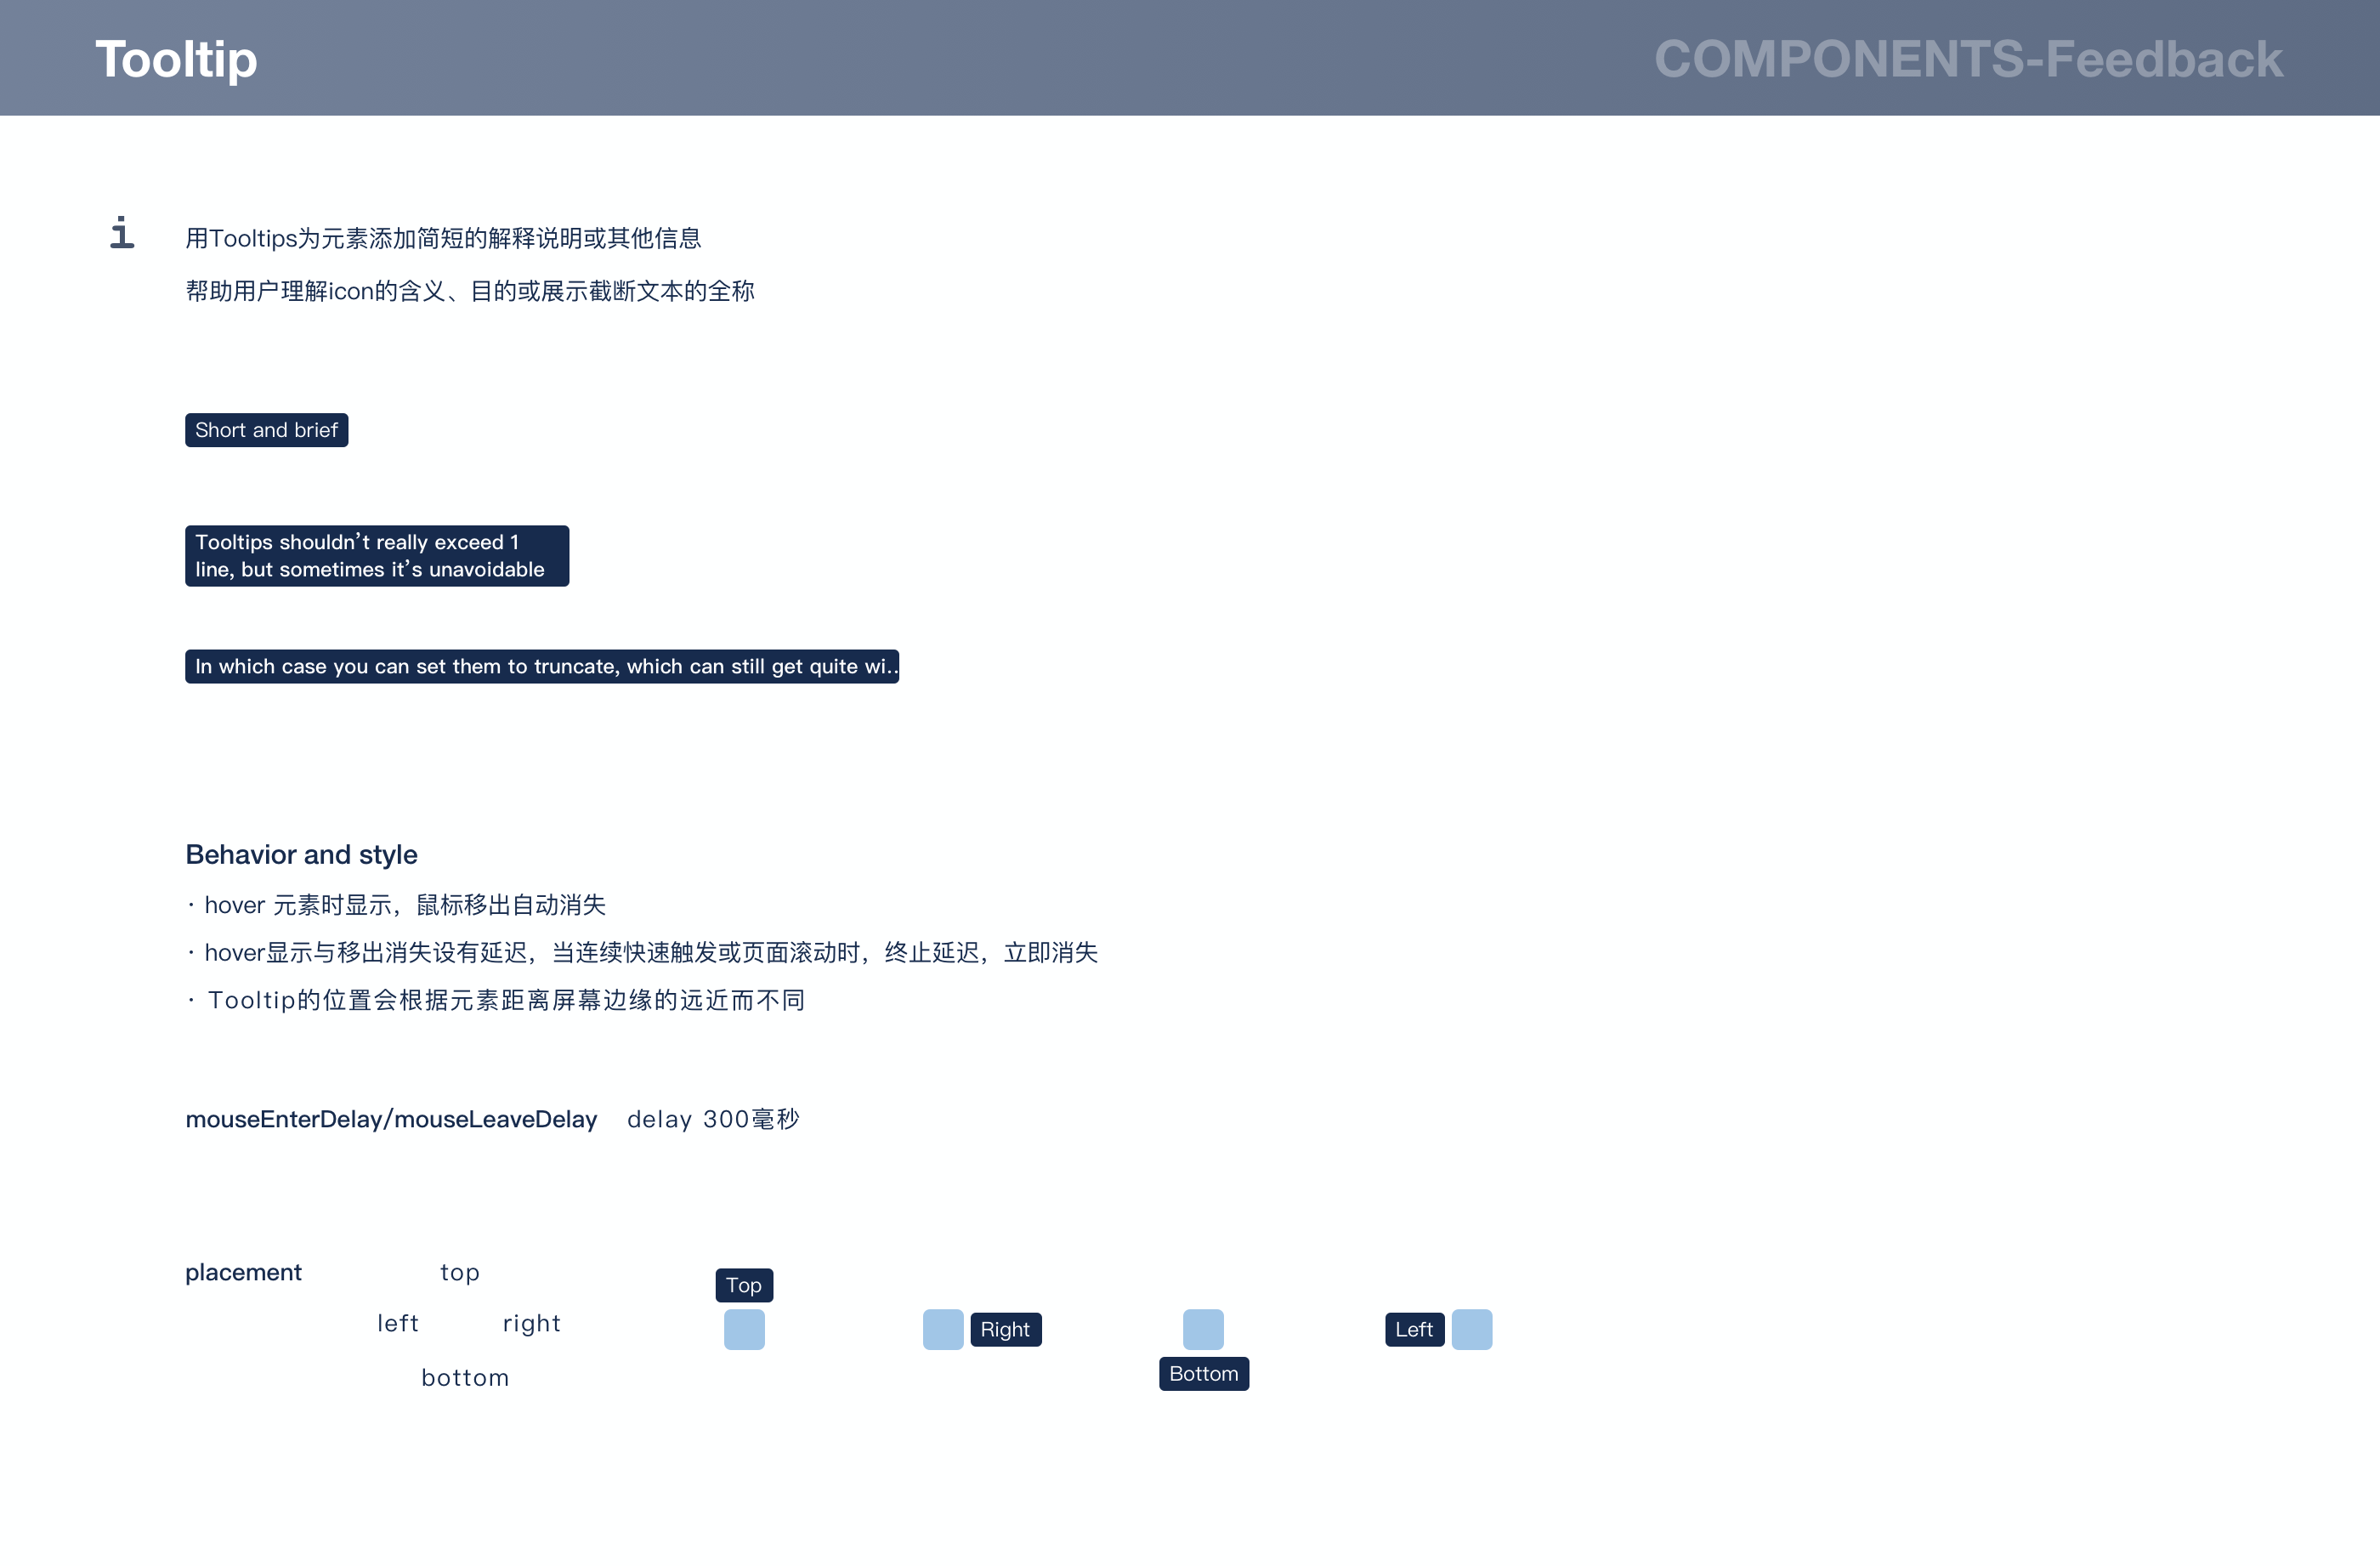 Tooltip
COMPONENTS-Feedback
i
用Tooltips为元素添加简短的解释说明或其他信息
帮助用户理解icon的含义、目的或展示截断文本的全称
Short and brief
Tooltips shouldn’t really exceed 1
line, but sometimes it’s unavoidable
In which case you can set them to truncate, which can still get quite wi..
Behavior and style
· hover 元素时显示，鼠标移出自动消失
· hover显示与移出消失设有延迟，当连续快速触发或页面滚动时，终止延迟，立即消失
· Tooltip的位置会根据元素距离屏幕边缘的远近而不同
mouseEnterDelay/mouseLeaveDelay delay 300毫秒
placement top
left right
bottom
Top
Right
Bottom
Left